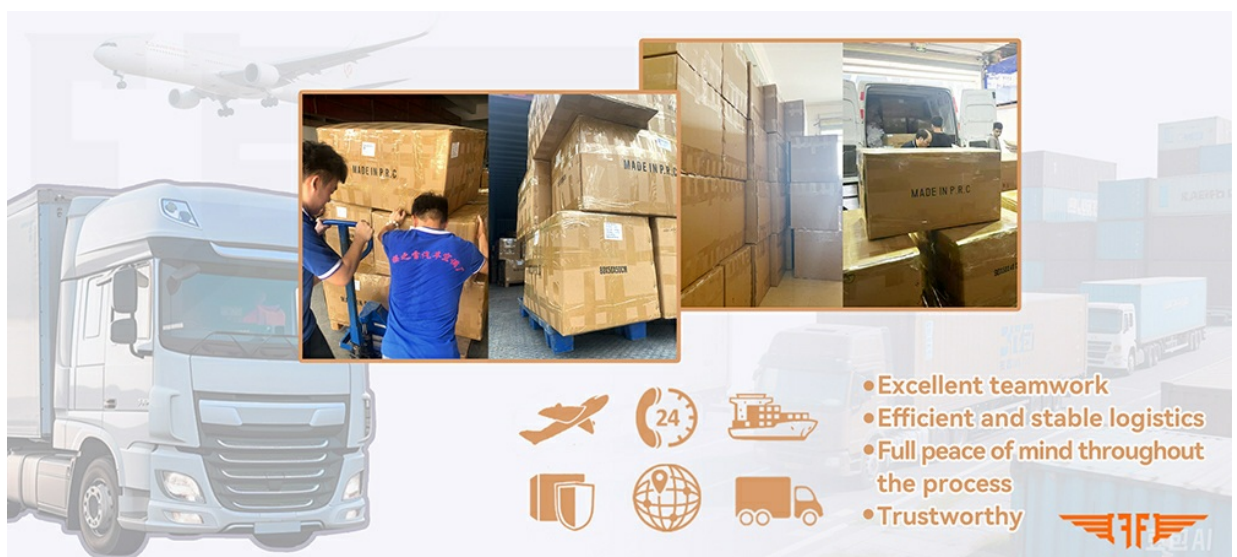 MADE IN P.R.C
MADE IN P.R.C
MADE IN P.R.C
80X50X50CM
24
•Excellent teamwork
•Efficient and stable logistics
•Full peace of mind throughout
the process
•Trustworthy